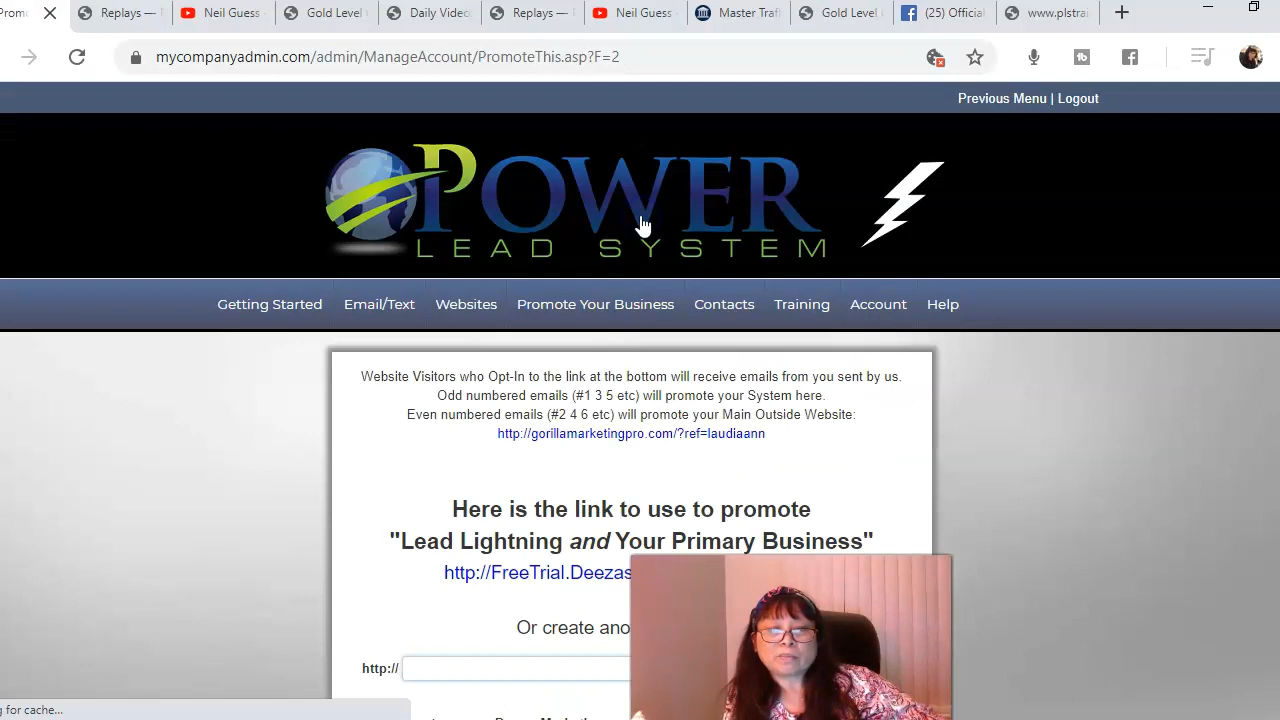 Promo
Replays — 
Neil Guess
Gold Level
Daily Video
Replays — 
Neil Guess
Master Traf
Gold Level
(25) Official
www.plstrai
mycompanyadmin.com/admin/ManageAccount/PromoteThis.asp?F=2
Previous Menu | Logout
POWER
LEAD SYSTEM
Getting Started
Email/Text
Websites
Promote Your Business
Contacts
Training
Account
Help
Website Visitors who Opt-In to the link at the bottom will receive emails from you sent by us.
Odd numbered emails (#1 3 5 etc) will promote your System here.
Even numbered emails (#2 4 6 etc) will promote your Main Outside Website:
http://gorillamarketingpro.com/?ref=laudiaann
Here is the link to use to promote
"Lead Lightning and Your Primary Business"
http://FreeTrial.Deezas
Or create ano
http://
g for cache...